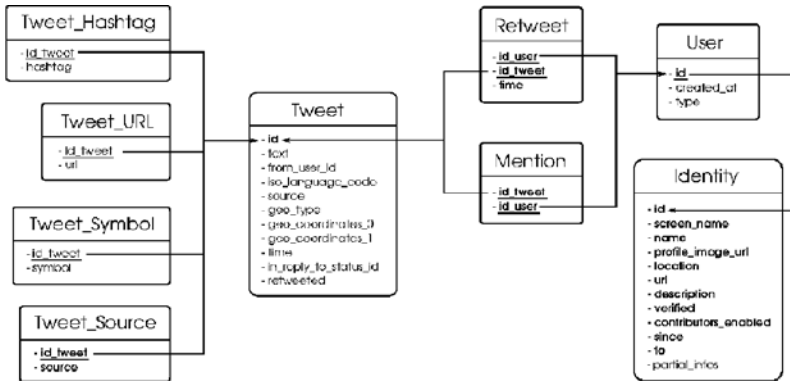 Tweet_Hashtag
- id_tweet
- hashtag
Tweet_URL
- id_tweet
- url
Tweet_Symbol
- id_tweet
- symbol
Tweet_Source
- id_tweet
- source
Tweet
- id
- text
- from_user_id
- iso_language_code
- source
- geo_type
- geo_coordinates_0
- geo_coordinates_1
- time
- in_reply_to_status_id
- retweeted
Retweet
- id_user
- id_tweet
- time
Mention
- id_tweet
- id_user
User
- id
- created_at
- type
Identity
- id
- screen_name
- name
- profile_image_url
- location
- url
- description
- verified
- contributors_enabled
- since
- to
- partial_infos